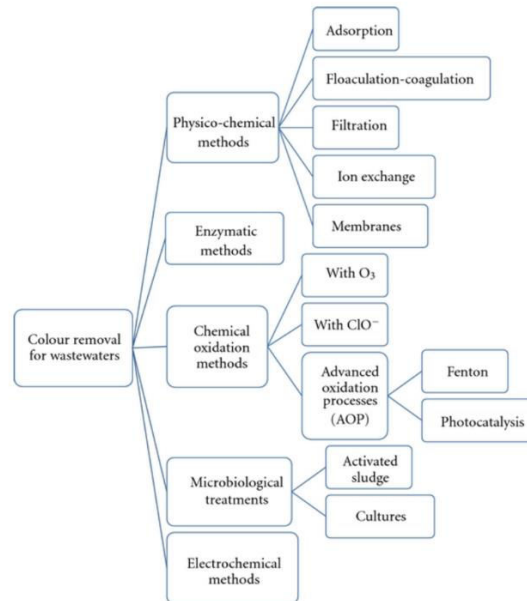 Colour removal
for wastewaters
Physico-chemical
methods
Adsorption
Floaculation-coagulation
Filtration
Ion exchange
Membranes
Enzymatic
methods
Chemical
oxidation
methods
With O₃
With ClO⁻
Advanced
oxidation
processes
(AOP)
Fenton
Photocatalysis
Microbiological
treatments
Activated
sludge
Cultures
Electrochemical
methods